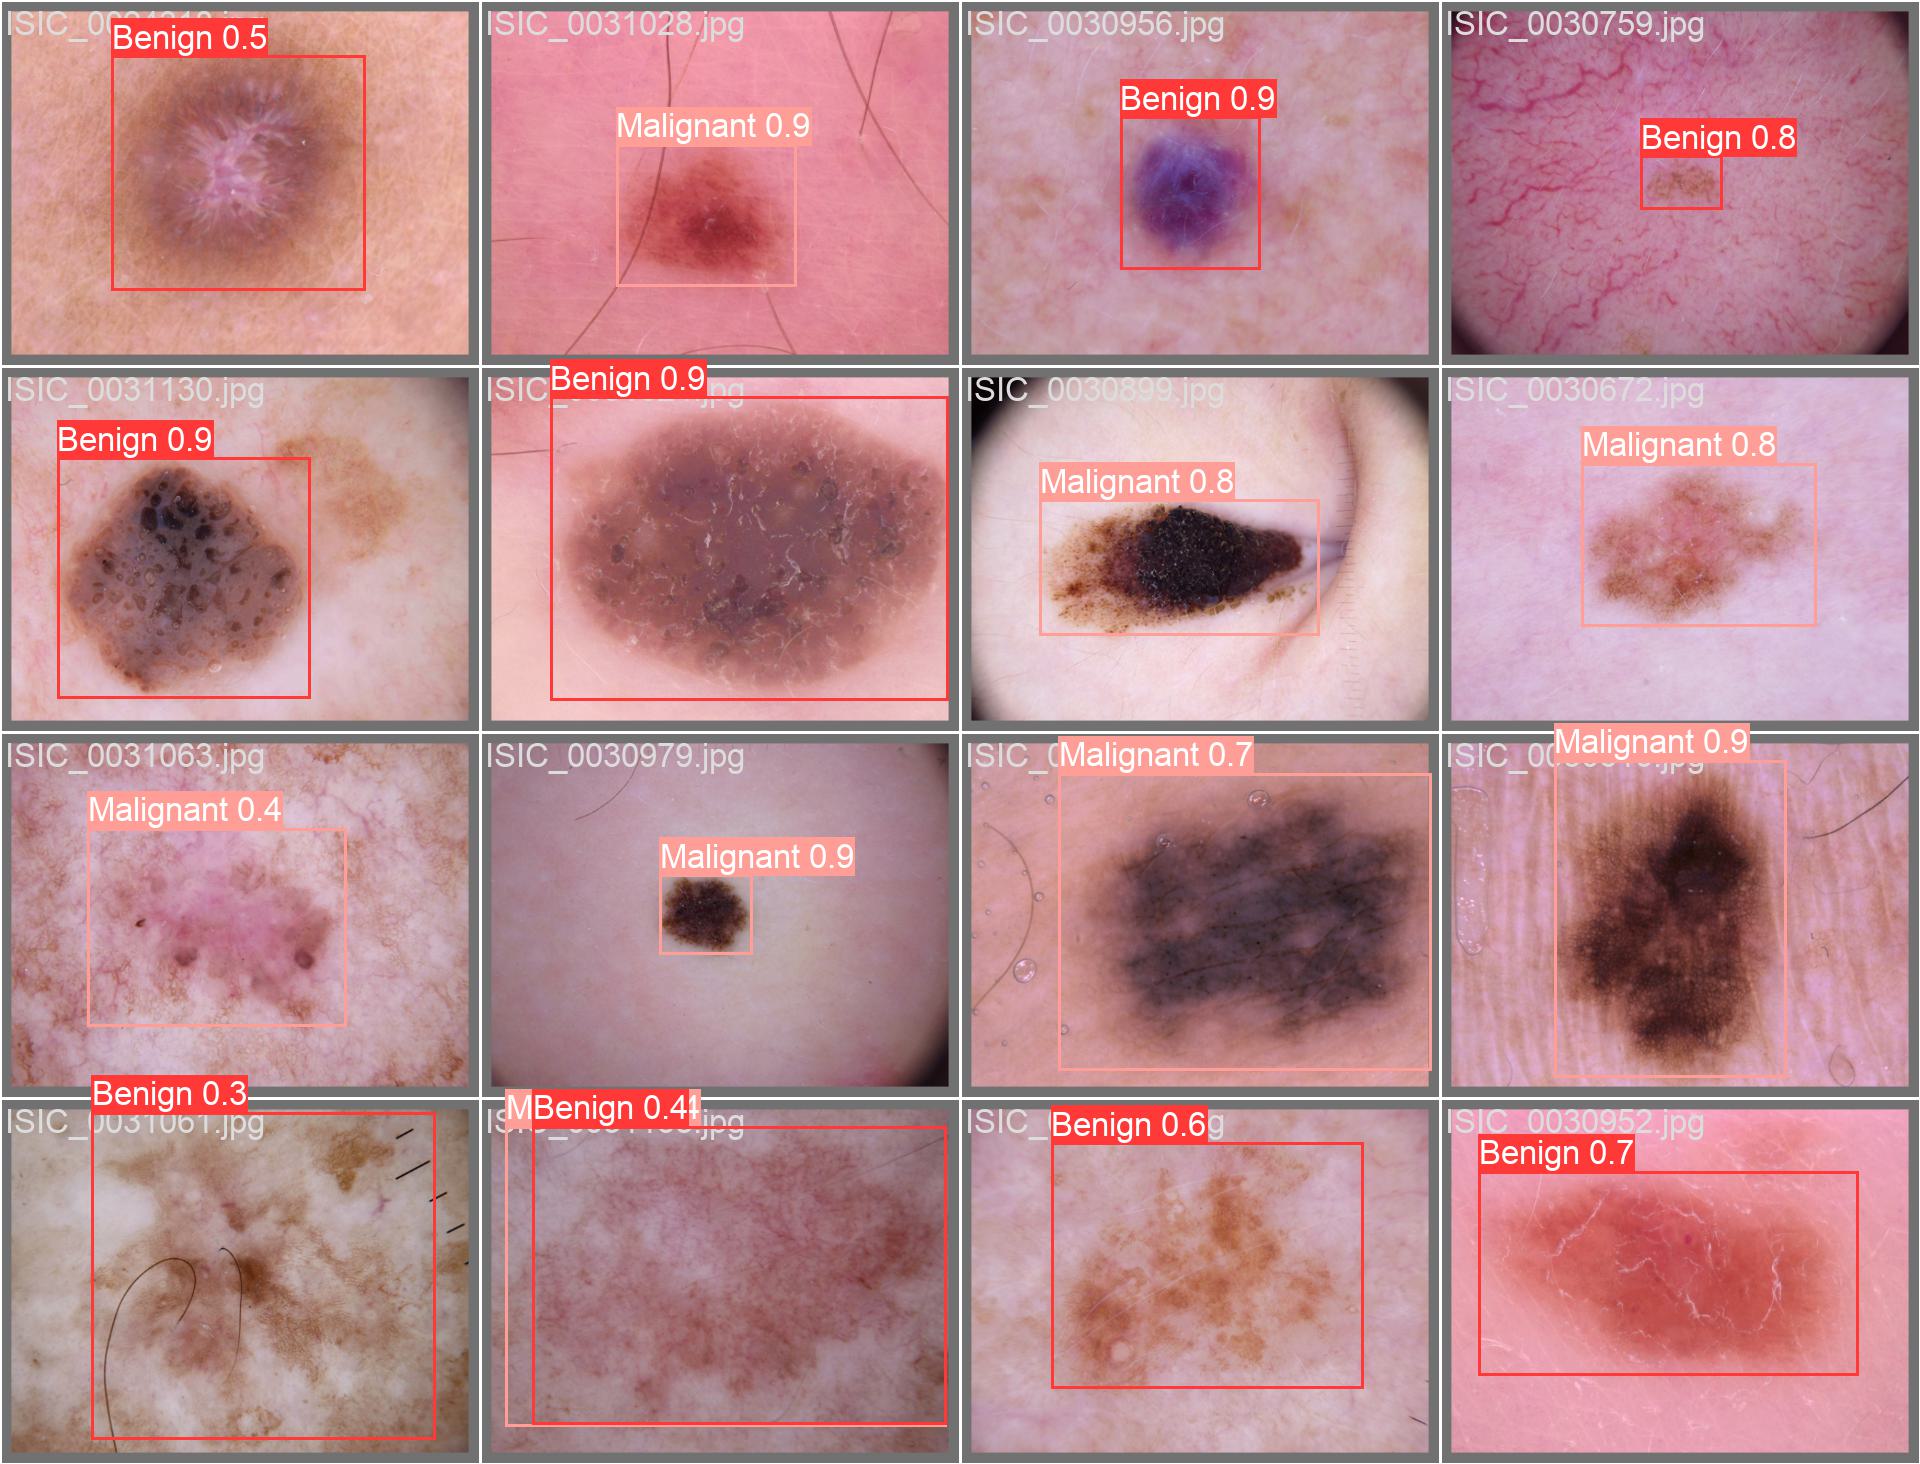 Benign 0.5
ISIC_0031028.jpg
Malignant 0.9
ISIC_0030956.jpg
Benign 0.9
ISIC_0030759.jpg
Benign 0.8
ISIC_0031130.jpg
Benign 0.9
Benign 0.9
ISIC_0030899.jpg
Malignant 0.8
ISIC_0030672.jpg
Malignant 0.8
ISIC_0031063.jpg
Malignant 0.4
ISIC_0030979.jpg
Malignant 0.9
Malignant 0.7
Malignant 0.9
ISIC_0031061.jpg
Benign 0.3
Benign 0.4
Benign 0.6
ISIC_0030952.jpg
Benign 0.7